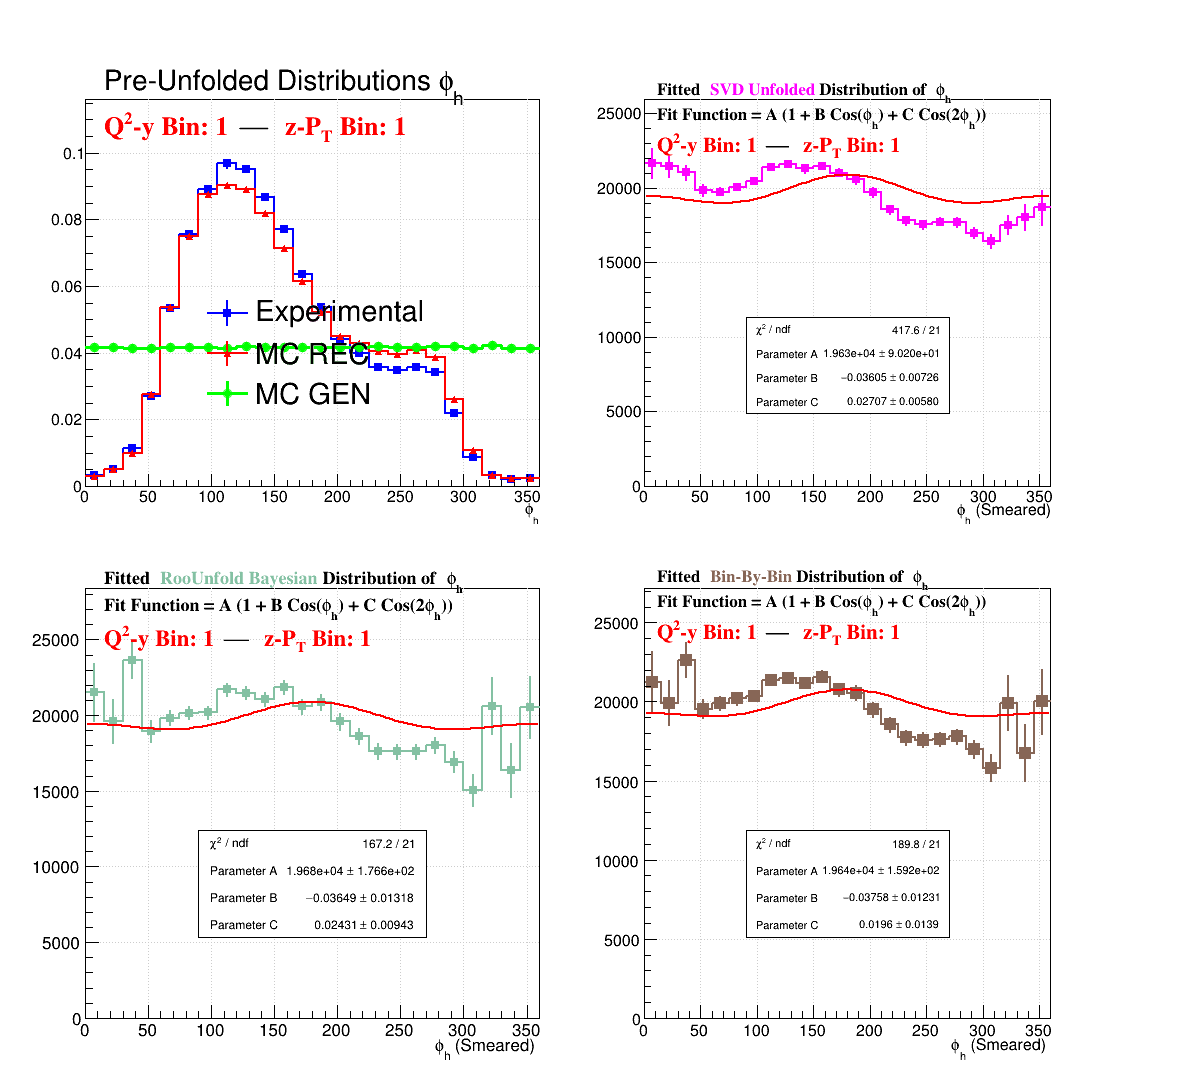 Pre-Unfolded Distributions ϕh
Q²-y Bin: 1 — z-PT Bin: 1
0.1
0.08
0.06
0.04
0.02
0
Experimental
MC REC
MC GEN
0 50 100 150 200 250 300
ϕh
Fitted SVD Unfolded Distribution of ϕh
Fit Function = A (1 + B Cos(ϕh) + C Cos(2ϕh))
Q²-y Bin: 1 — z-PT Bin: 1
25000
20000
15000
10000
5000
0
χ² / ndf 417.6 / 21
Parameter A 1.963e+04 ± 9.020e+01
Parameter B −0.03605 ± 0.00726
Parameter C 0.02707 ± 0.00580
0 50 100 150 200 250 300 350
ϕh (Smeared)
Fitted RooUnfold Bayesian Distribution of ϕh
Fit Function = A (1 + B Cos(ϕh) + C Cos(2ϕh))
Q²-y Bin: 1 — z-PT Bin: 1
25000
20000
15000
10000
5000
0
χ² / ndf 167.2 / 21
Parameter A 1.968e+04 ± 1.766e+02
Parameter B −0.03649 ± 0.01318
Parameter C 0.02431 ± 0.00943
0 50 100 150 200 250 300 350
ϕh (Smeared)
Fitted Bin-By-Bin Distribution of ϕh
Fit Function = A (1 + B Cos(ϕh) + C Cos(2ϕh))
Q²-y Bin: 1 — z-PT Bin: 1
25000
20000
15000
10000
5000
0
χ² / ndf 189.8 / 21
Parameter A 1.964e+04 ± 1.592e+02
Parameter B −0.03758 ± 0.01231
Parameter C 0.0196 ± 0.0139
0 50 100 150 200 250 300 350
ϕh (Smeared)